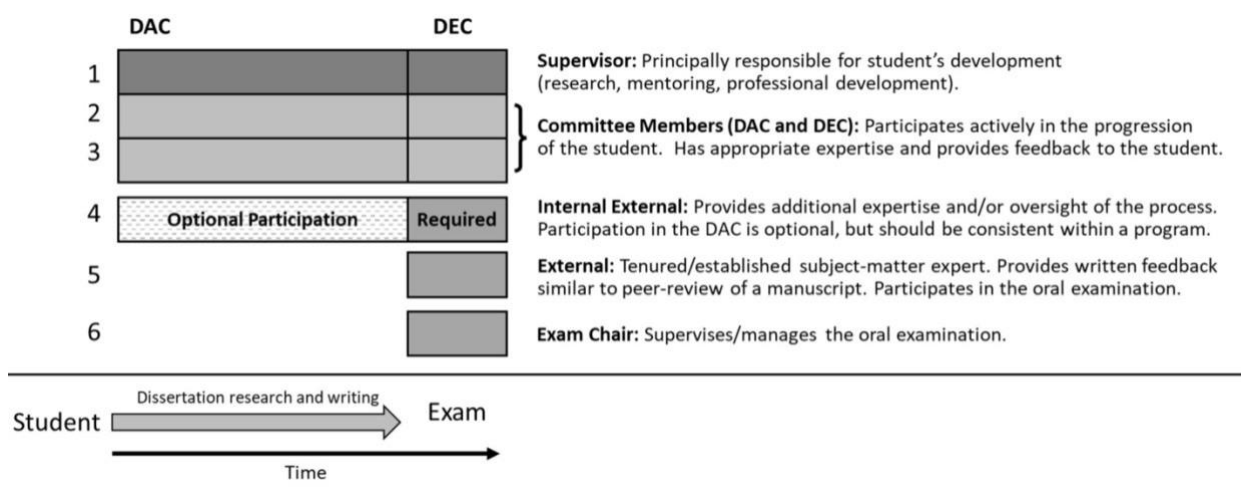 DAC DEC
1
Supervisor: Principally responsible for student's development
(research, mentoring, professional development).
2
3
Committee Members (DAC and DEC): Participates actively in the progression
of the student. Has appropriate expertise and provides feedback to the student.
4
Optional Participation Required
Internal External: Provides additional expertise and/or oversight of the process.
Participation in the DAC is optional, but should be consistent within a program.
5
External: Tenured/established subject-matter expert. Provides written feedback
similar to peer-review of a manuscript. Participates in the oral examination.
6
Exam Chair: Supervises/manages the oral examination.
Dissertation research and writing
Student Exam
Time